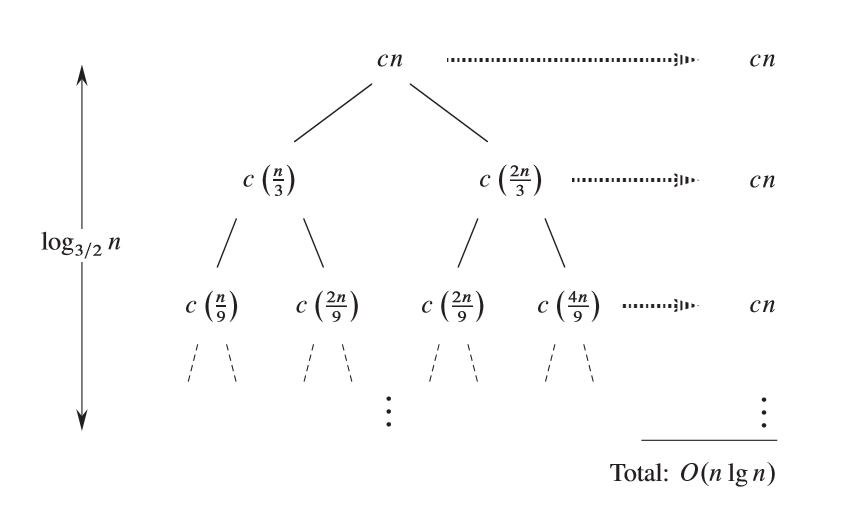 cn cn
c (n/3) c (2n/3) cn
log_{3/2} n
c (n/9) c (2n/9) c (2n/9) c (4n/9) cn
⋮ ⋮
Total: O(n lg n)